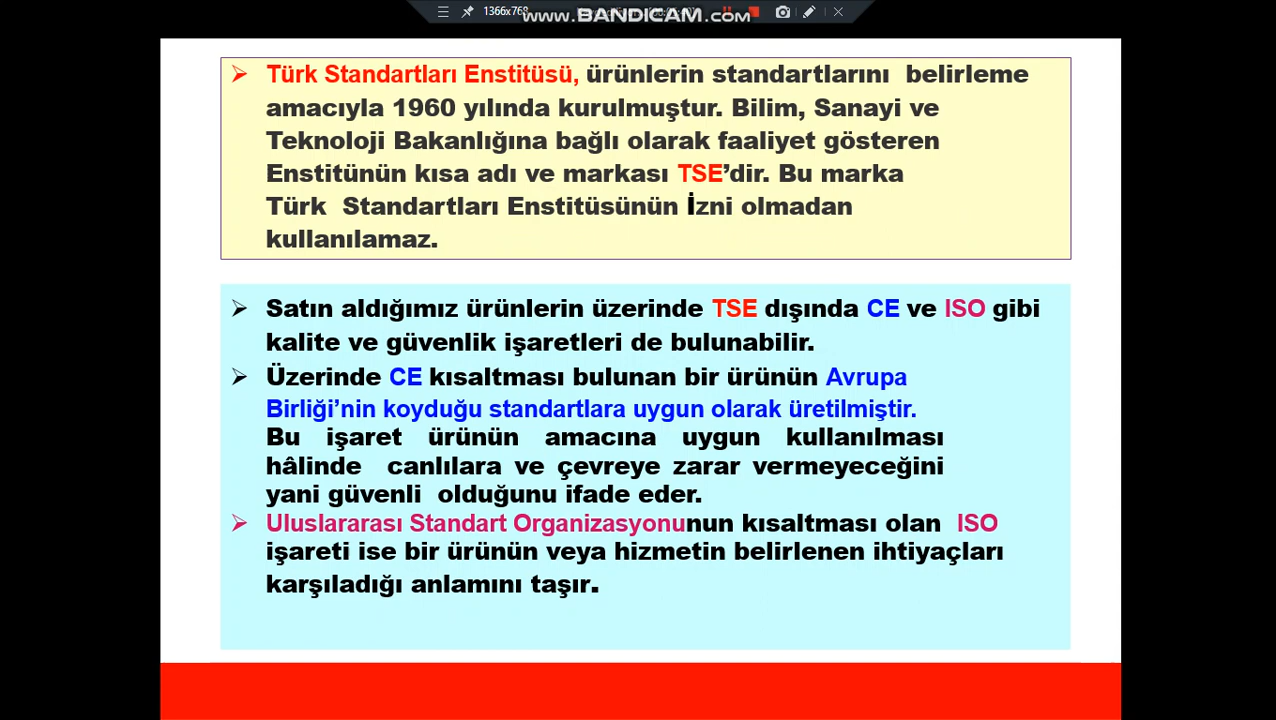 1366x768
www.BANDICAM.com
Türk Standartları Enstitüsü, ürünlerin standartlarını belirleme
amacıyla 1960 yılında kurulmuştur. Bilim, Sanayi ve
Teknoloji Bakanlığına bağlı olarak faaliyet gösteren
Enstitünün kısa adı ve markası TSE’dir. Bu marka
Türk Standartları Enstitüsünün İzni olmadan
kullanılamaz.
Satın aldığımız ürünlerin üzerinde TSE dışında CE ve ISO gibi
kalite ve güvenlik işaretleri de bulunabilir.
Üzerinde CE kısaltması bulunan bir ürünün Avrupa
Birliği’nin koyduğu standartlara uygun olarak üretilmiştir.
Bu işaret ürünün amacına uygun kullanılması
hâlinde canlılara ve çevreye zarar vermeyeceğini
yani güvenli olduğunu ifade eder.
Uluslararası Standart Organizasyonunun kısaltması olan ISO
işareti ise bir ürünün veya hizmetin belirlenen ihtiyaçları
karşıladığı anlamını taşır.